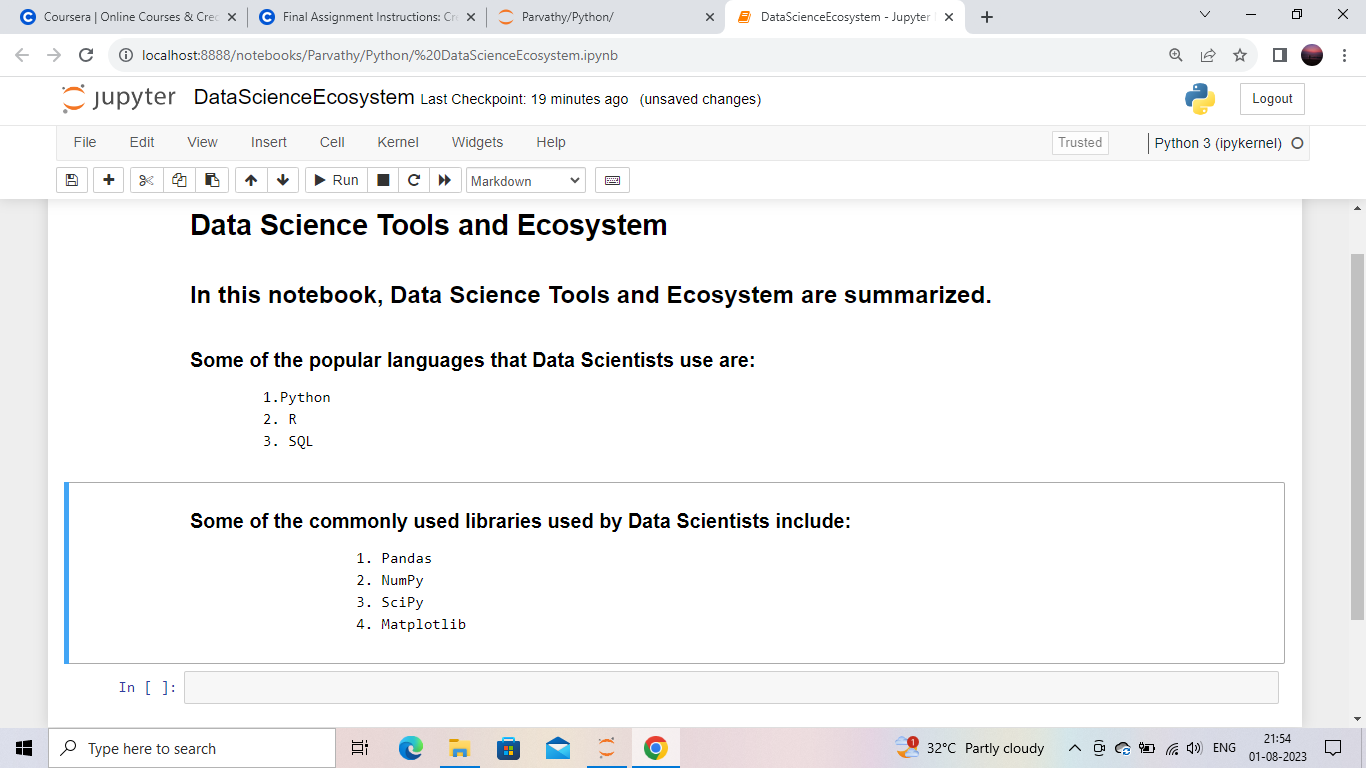 Coursera | Online Courses & Cre
Final Assignment Instructions: Cr
Parvathy/Python/
DataScienceEcosystem - Jupyter
localhost:8888/notebooks/Parvathy/Python/%20DataScienceEcosystem.ipynb
jupyter DataScienceEcosystem Last Checkpoint: 19 minutes ago (unsaved changes)
Logout
File Edit View Insert Cell Kernel Widgets Help
Trusted
Python 3 (ipykernel)
Run
Markdown
Data Science Tools and Ecosystem
In this notebook, Data Science Tools and Ecosystem are summarized.
Some of the popular languages that Data Scientists use are:
1.Python
2. R
3. SQL
Some of the commonly used libraries used by Data Scientists include:
1. Pandas
2. NumPy
3. SciPy
4. Matplotlib
In [ ]:
Type here to search
1
32°C Partly cloudy
ENG
21:54
01-08-2023